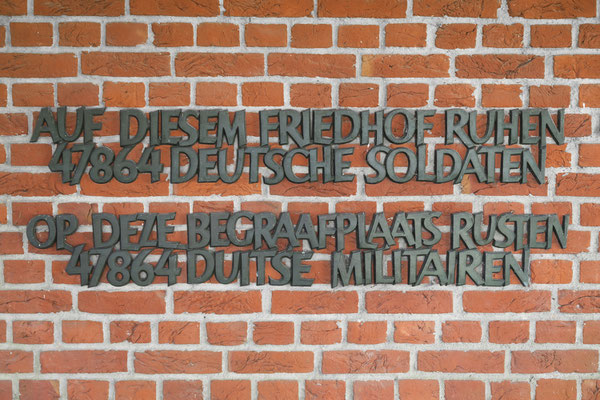 AUF DIESEM FRIEDHOF RUHEN
47864 DEUTSCHE SOLDATEN
OP DEZE BEGRAAFPLAATS RUSTEN
47864 DUITSE MILITAIREN